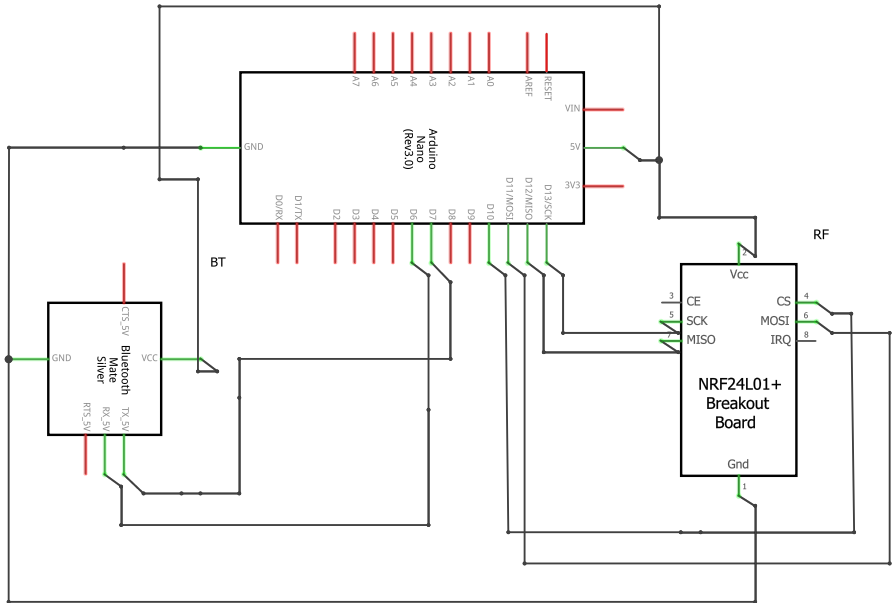 A7
A6
A5
A4
A3
A2
A1
A0
AREF
RESET
VIN
Arduino
Nano
(Rev3.0)
GND
5V
3V3
D0/RX
D1/TX
D2
D3
D4
D5
D6
D7
D8
D9
D10
D11/MOSI
D12/MISO
D13/SCK
RF
BT
2
Vcc
3
CE
CS
4
5
SCK
MOSI
6
7
MISO
IRQ
8
NRF24L01+
Breakout
Board
Gnd
1
CTS_5V
GND
Bluetooth
Mate
Silver
VCC
RTS_5V
RX_5V
TX_5V